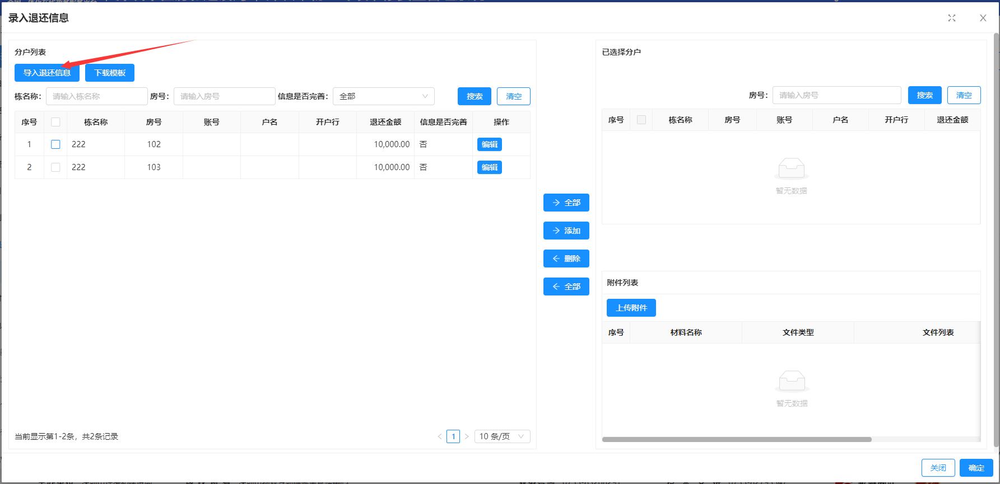 录入退还信息
分户列表
导入退还信息 下载模板
栋名称： 请输入栋名称 房号： 请输入房号 信息是否完善： 全部 搜索 清空
序号 栋名称 房号 账号 户名 开户行 退还金额 信息是否完善 操作
1 222 102 10,000.00 否 编辑
2 222 103 10,000.00 否 编辑
当前显示第1-2条，共2条记录 < 1 > 10 条/页
→ 全部
→ 添加
← 删除
← 全部
已选择分户
房号： 请输入房号 搜索 清空
序号 栋名称 房号 账号 户名 开户行 退还金额
暂无数据
附件列表
上传附件
序号 材料名称 文件类型 文件列表
暂无数据
关闭 确定